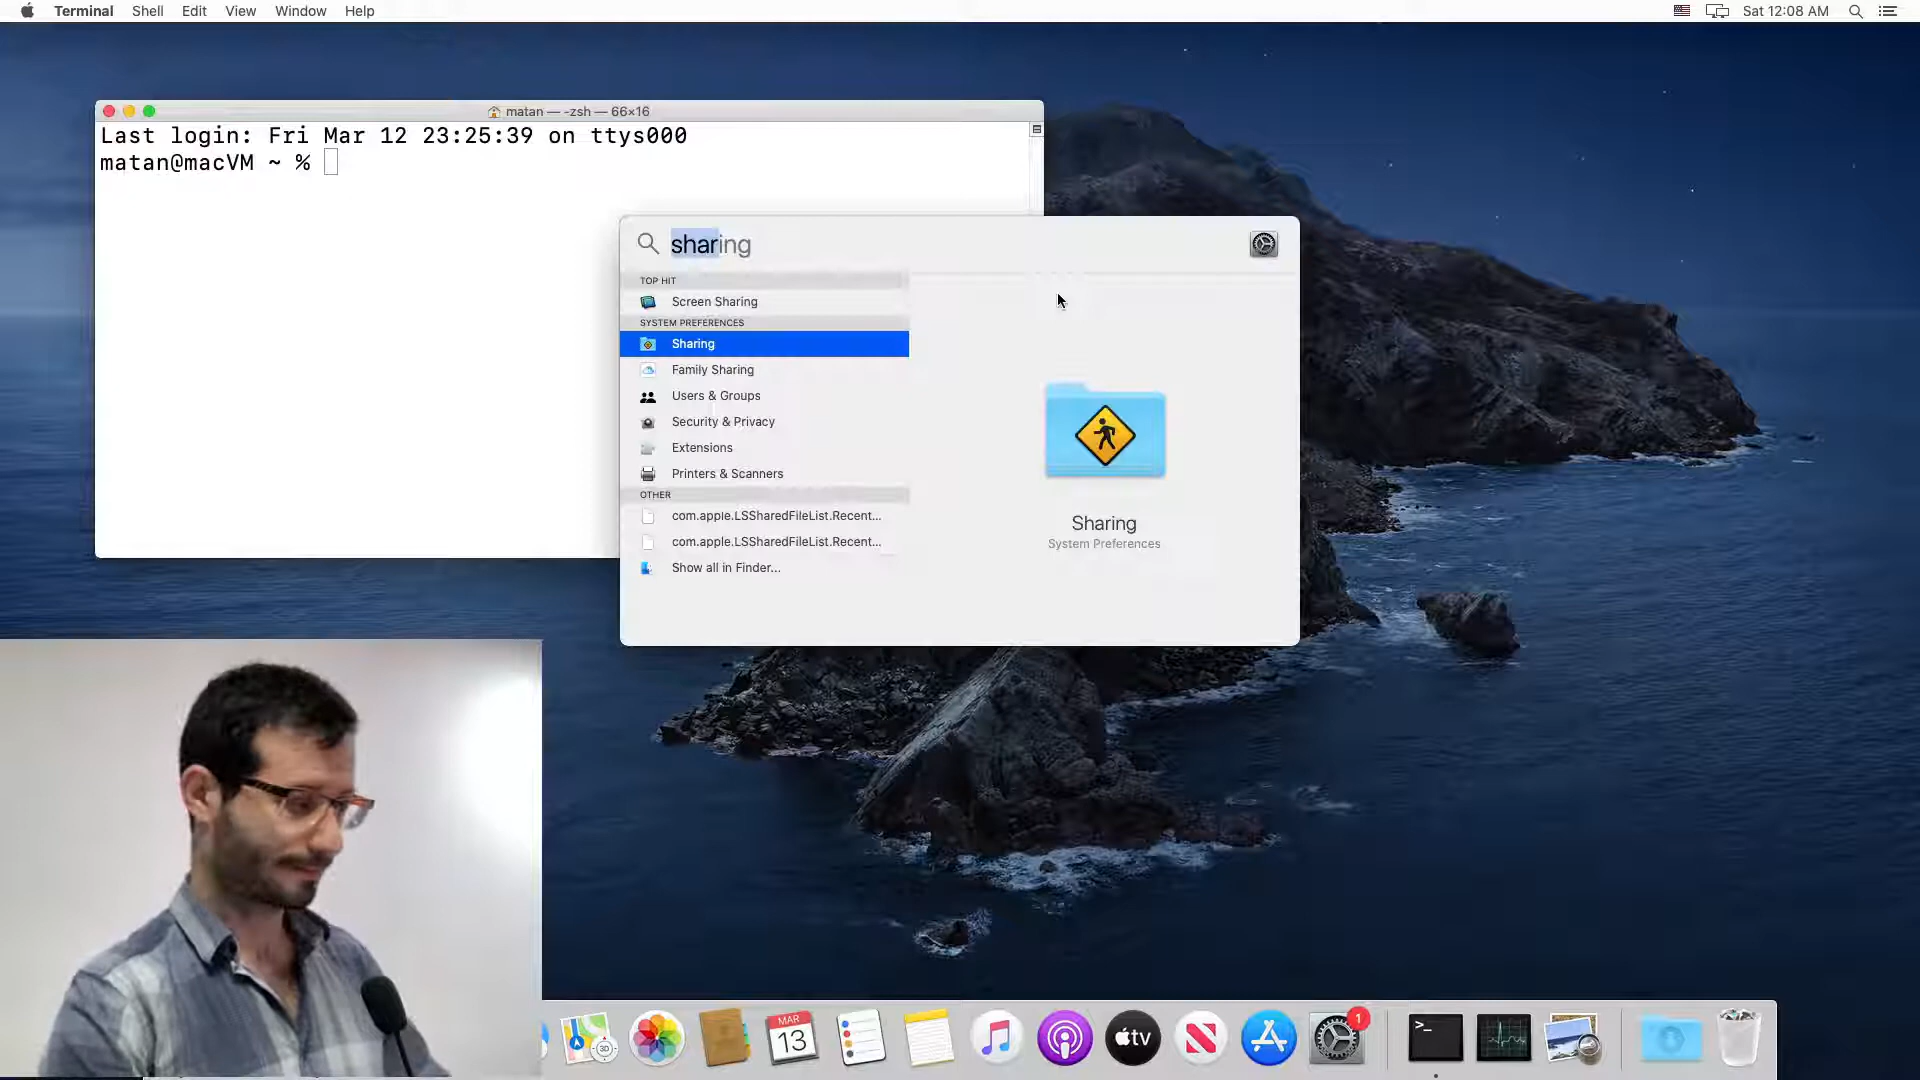 Terminal Shell Edit View Window Help
Sat 12:08 AM
matan — -zsh — 66×16
Last login: Fri Mar 12 23:25:39 on ttys000
matan@macVM ~ %
sharing
TOP HIT
Screen Sharing
SYSTEM PREFERENCES
Sharing
Family Sharing
Users & Groups
Security & Privacy
Extensions
Printers & Scanners
OTHER
com.apple.LSSharedFileList.Recent...
com.apple.LSSharedFileList.Recent...
Show all in Finder...
Sharing
System Preferences
3D
MAR
13
tv
1
>_